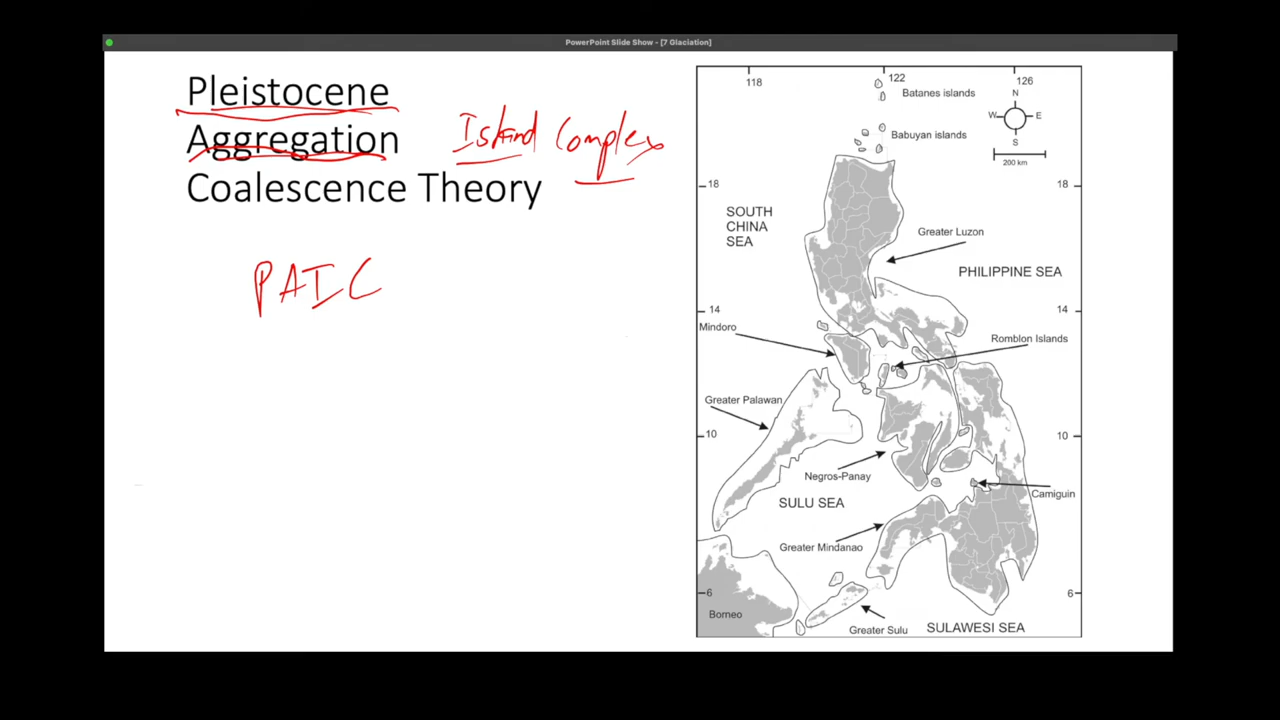 PowerPoint Slide Show - [7 Glaciation]
Pleistocene
Aggregation
Coalescence Theory
Island Complex
PAIC
118
122
126
Batanes islands
N
W
E
S
200 km
Babuyan islands
18
18
SOUTH
CHINA
SEA
Greater Luzon
PHILIPPINE SEA
14
14
Mindoro
Romblon Islands
Greater Palawan
10
10
Negros-Panay
Camiguin
SULU SEA
Greater Mindanao
6
6
Borneo
Greater Sulu
SULAWESI SEA